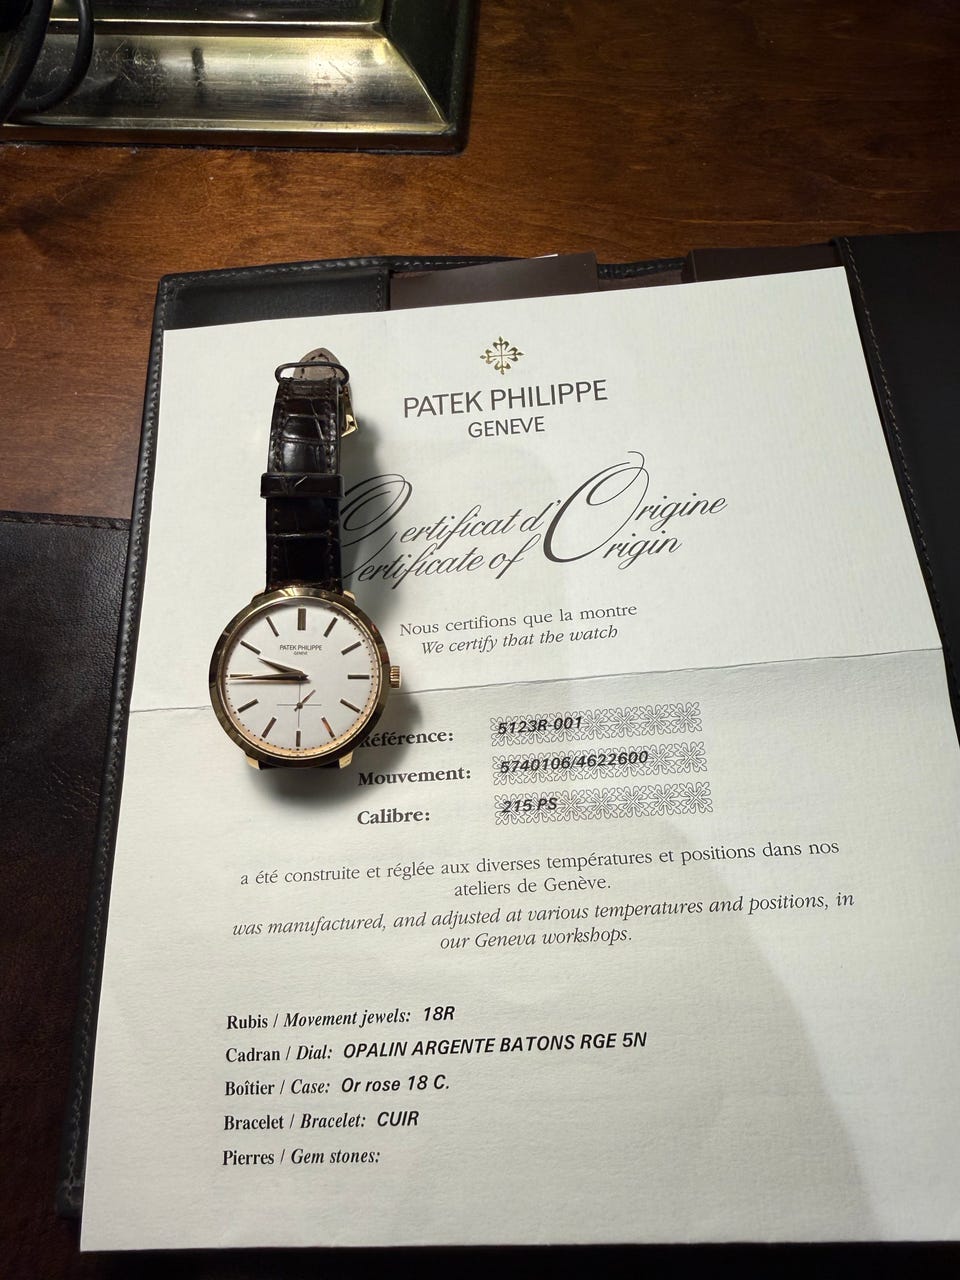 PATEK PHILIPPE
GENEVE
Certificat d'Origine
Certificate of Origin
Nous certifions que la montre
We certify that the watch
PATEK PHILIPPE
GENEVE
Référence: 5123R-001
Mouvement: 5740106/4622600
Calibre: 215 PS
a été construite et réglée aux diverses températures et positions dans nos
ateliers de Genève.
was manufactured, and adjusted at various temperatures and positions, in
our Geneva workshops.
Rubis / Movement jewels: 18R
Cadran / Dial: OPALIN ARGENTE BATONS RGE 5N
Boîtier / Case: Or rose 18 C.
Bracelet / Bracelet: CUIR
Pierres / Gem stones: